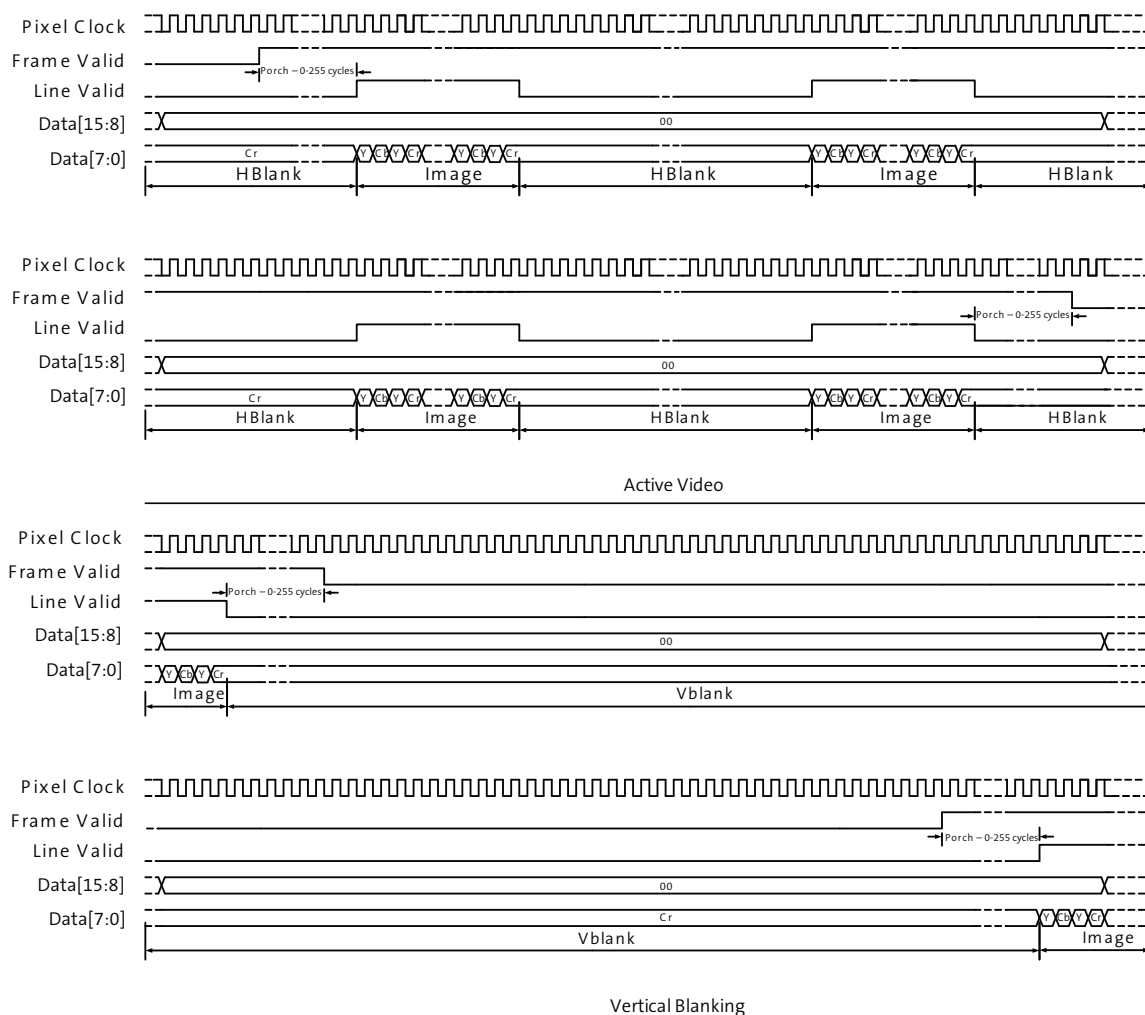 Pixel Clock
Frame Valid
Porch – 0-255 cycles
Line Valid
Data[15:8] 00
Data[7:0] Cr Y Cb Y Cr Y Cb Y Cr Y Cb Y Cr Y Cb Y Cr
HBlank Image HBlank Image HBlank
Pixel Clock
Frame Valid
Porch – 0-255 cycles
Line Valid
Data[15:8] 00
Data[7:0] Cr Y Cb Y Cr Y Cb Y Cr Y Cb Y Cr Y Cb Y Cr
HBlank Image HBlank Image HBlank
Active Video
Pixel Clock
Frame Valid
Porch – 0-255 cycles
Line Valid
Data[15:8] 00
Data[7:0] Y Cb Y Cr
Image Vblank
Pixel Clock
Frame Valid
Porch – 0-255 cycles
Line Valid
Data[15:8] 00
Data[7:0] Cr Y Cb Y Cr
Vblank Image
Vertical Blanking